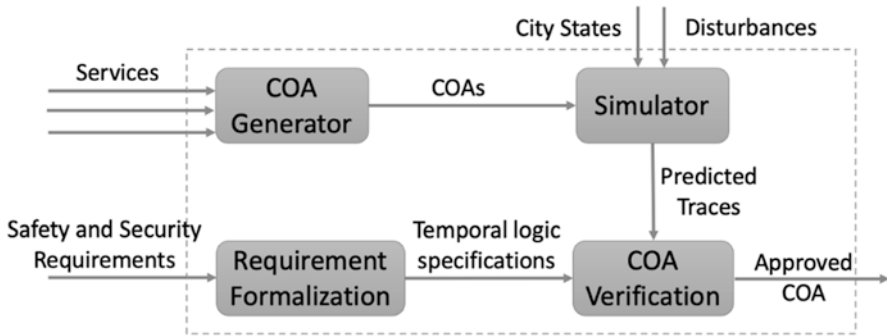 City States
Disturbances
Services
COA
Generator
COAs
Simulator
Predicted
Traces
Safety and Security
Requirements
Requirement
Formalization
Temporal logic
specifications
COA
Verification
Approved
COA